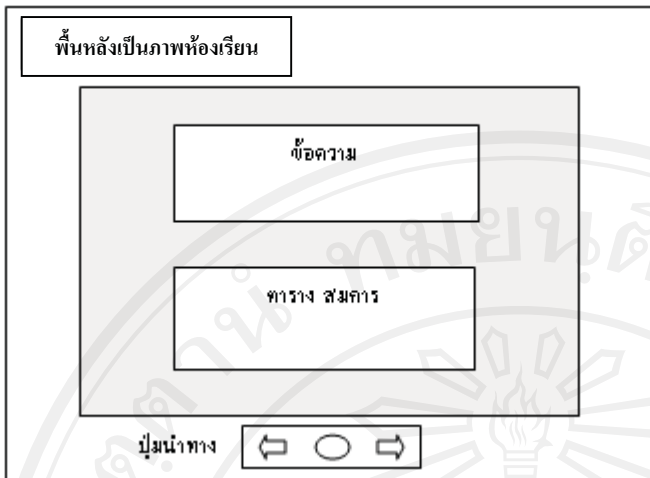 พื้นหลังเป็นภาพห้องเรียน
ข้อความ
ตาราง สมการ
ปุ่มนำทาง